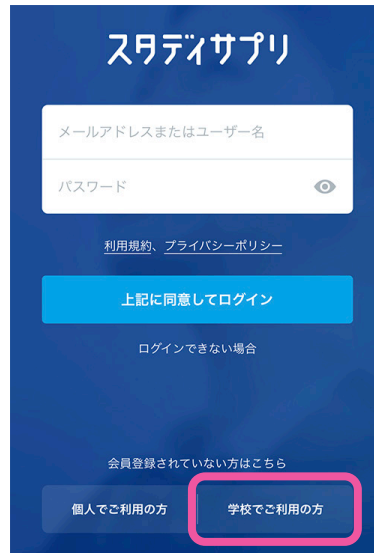 スタディサプリ
メールアドレスまたはユーザー名
パスワード
利用規約、プライバシーポリシー
上記に同意してログイン
ログインできない場合
会員登録されていない方はこちら
個人でご利用の方
学校でご利用の方